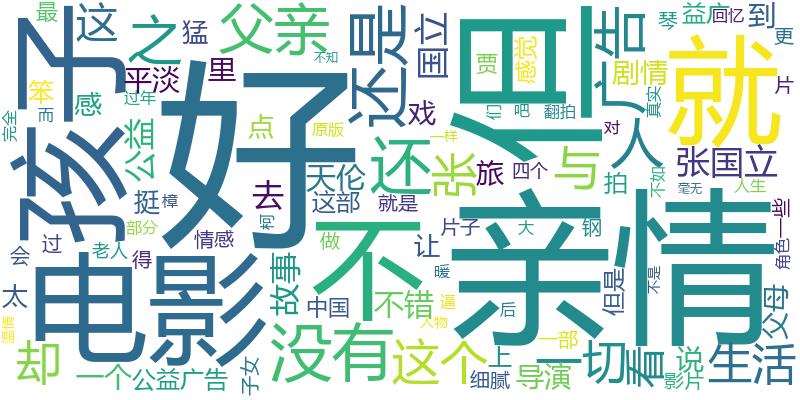 最
这
之
猛
父亲
还是
国立
琴
益广
回忆
到
更
子
笨
而
感
平淡
过年
里
不知
贾
感觉
但
广告
剧情
就
片
完全
公益
点
原版
戏
们
吧
翻拍
真实
孩
好
还
一样
张
旅
四个
与
人
对
张国立
毫无
挺
樟
去
天伦
这部
就是
拍
不如
人生
会
过
老人
得
部分
情感
柯
做
不
片子
让
大
钢
亲情
角色
一些
太
电影
故事
中国
不错
暖
逼
后
但是
不是
父母
温情
人物
却
一个
公益广告
子女
没有
这个
上
细腻
导演
一部
一切
看
说
影片
生活